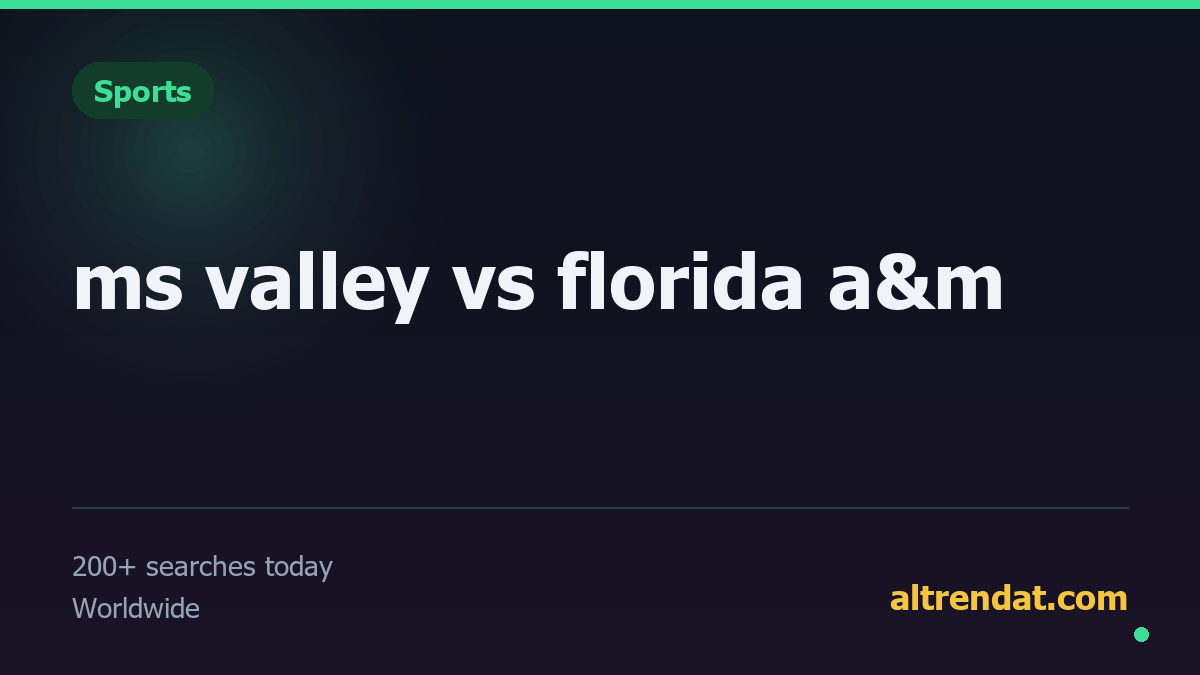 Sports
ms valley vs florida a&m
200+ searches today
Worldwide
altrendat.com